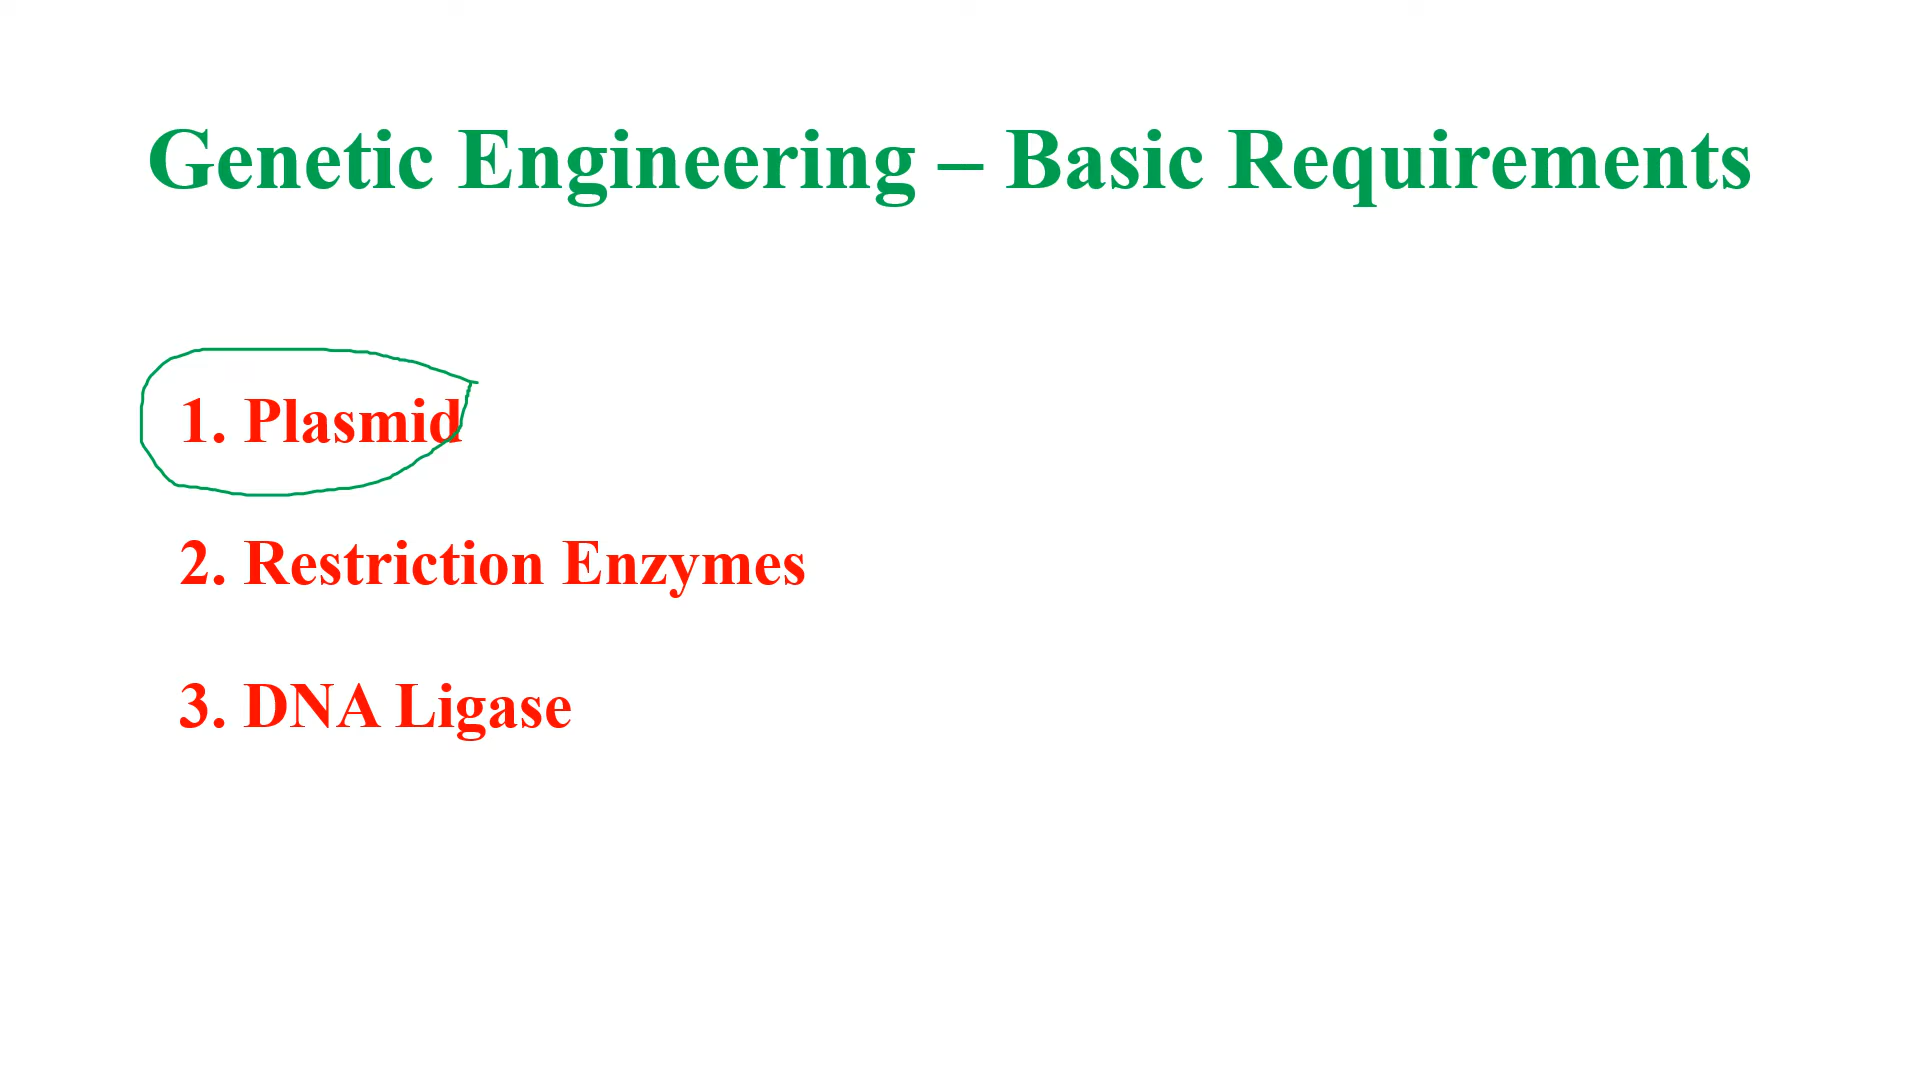 Genetic Engineering – Basic Requirements
1. Plasmid
2. Restriction Enzymes
3. DNA Ligase